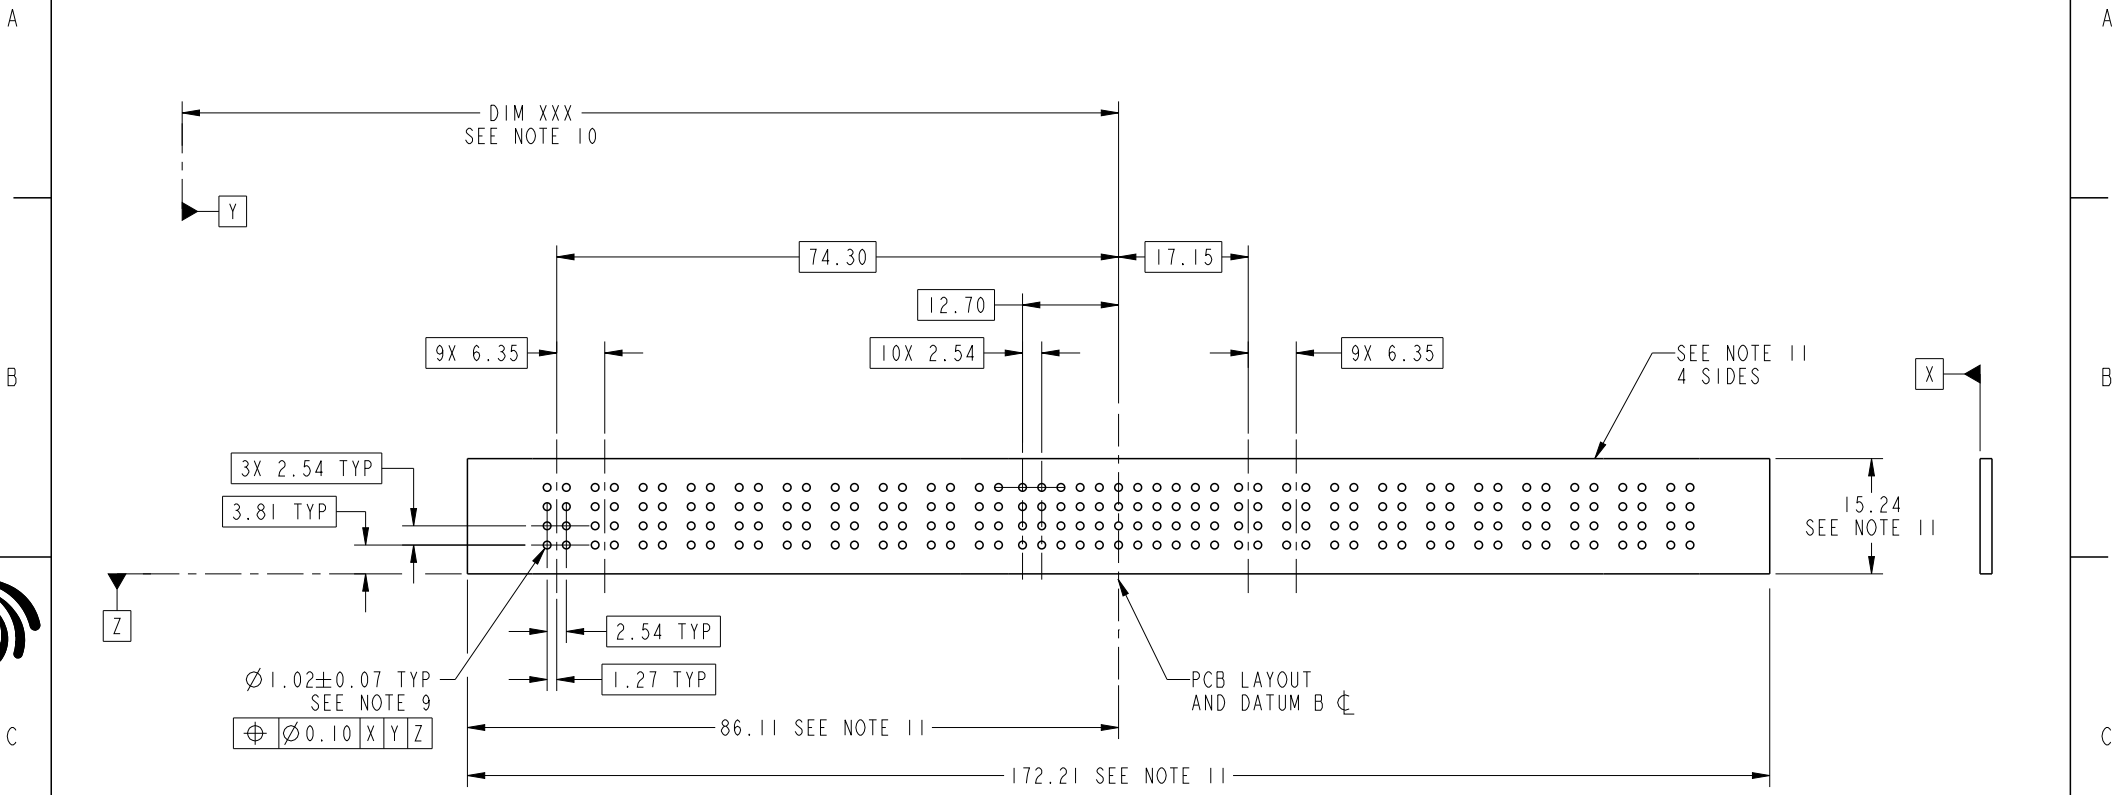 A
A
DIM XXX
SEE NOTE 10
Y
74.30
17.15
12.70
9X 6.35
10X 2.54
9X 6.35
SEE NOTE 11
4 SIDES
X
B
B
3X 2.54 TYP
3.81 TYP
15.24
SEE NOTE 11
Z
2.54 TYP
1.27 TYP
Ø1.02±0.07 TYP
SEE NOTE 9
⌖ Ø0.10 X Y Z
PCB LAYOUT
AND DATUM B ℄
86.11 SEE NOTE 11
C
C
172.21 SEE NOTE 11